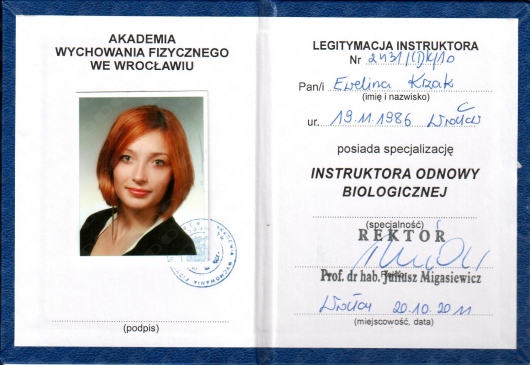 AKADEMIA
WYCHOWANIA FIZYCZNEGO
WE WROCŁAWIU
(podpis)
LEGITYMACJA INSTRUKTORA
Nr 2431/(I)K/10
Pan/i Ewelina Krzak
(imię i nazwisko)
ur. 19.11.1986 Wrocław
posiada specjalizację
INSTRUKTORA ODNOWY
BIOLOGICZNEJ
(specjalność)
REKTOR
Prof. dr hab. Juliusz Migasiewicz
Wrocław 20.10.2011
(miejscowość, data)